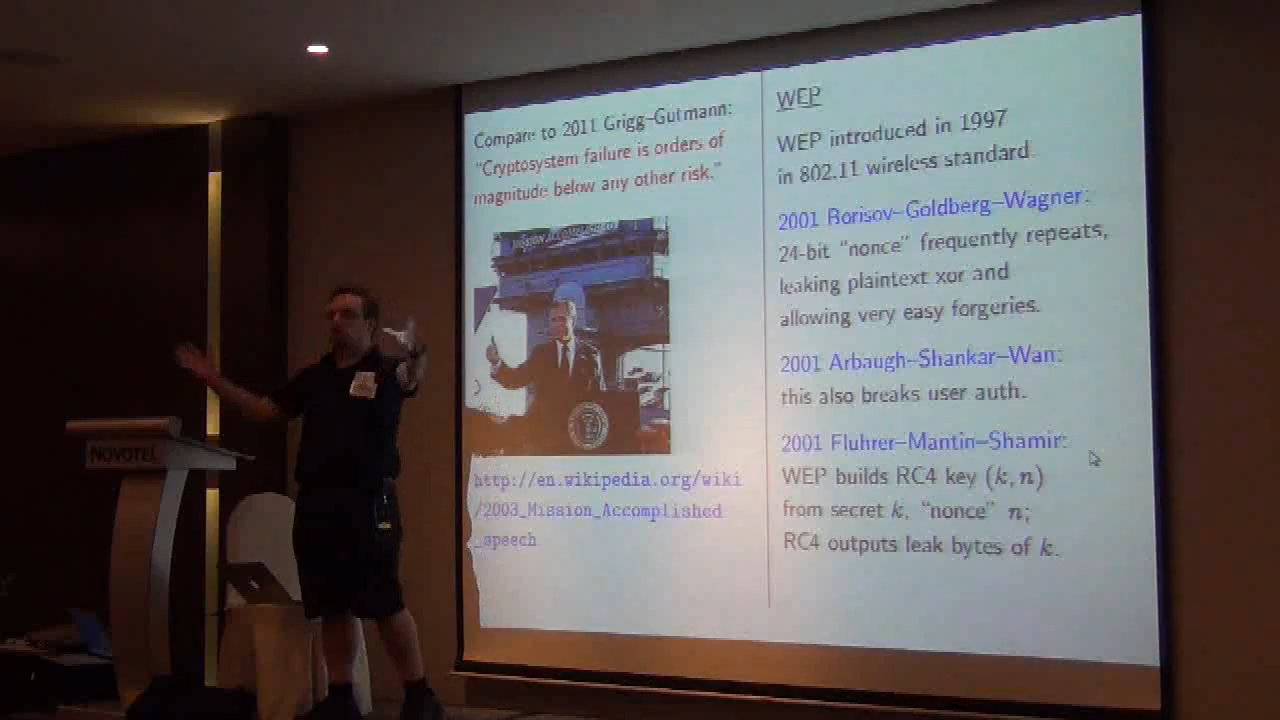 NOVOTEL
Compare to 2011 Grigg–Gutmann:
“Cryptosystem failure is orders of
magnitude below any other risk.”
MISSION ACCOMPLISHED
http://en.wikipedia.org/wiki
/2003_Mission_Accomplished
_speech
WEP
WEP introduced in 1997
in 802.11 wireless standard.
2001 Borisov–Goldberg–Wagner:
24-bit “nonce” frequently repeats,
leaking plaintext xor and
allowing very easy forgeries.
2001 Arbaugh–Shankar–Wan:
this also breaks user auth.
2001 Fluhrer–Mantin–Shamir:
WEP builds RC4 key (k, n)
from secret k, “nonce” n;
RC4 outputs leak bytes of k.